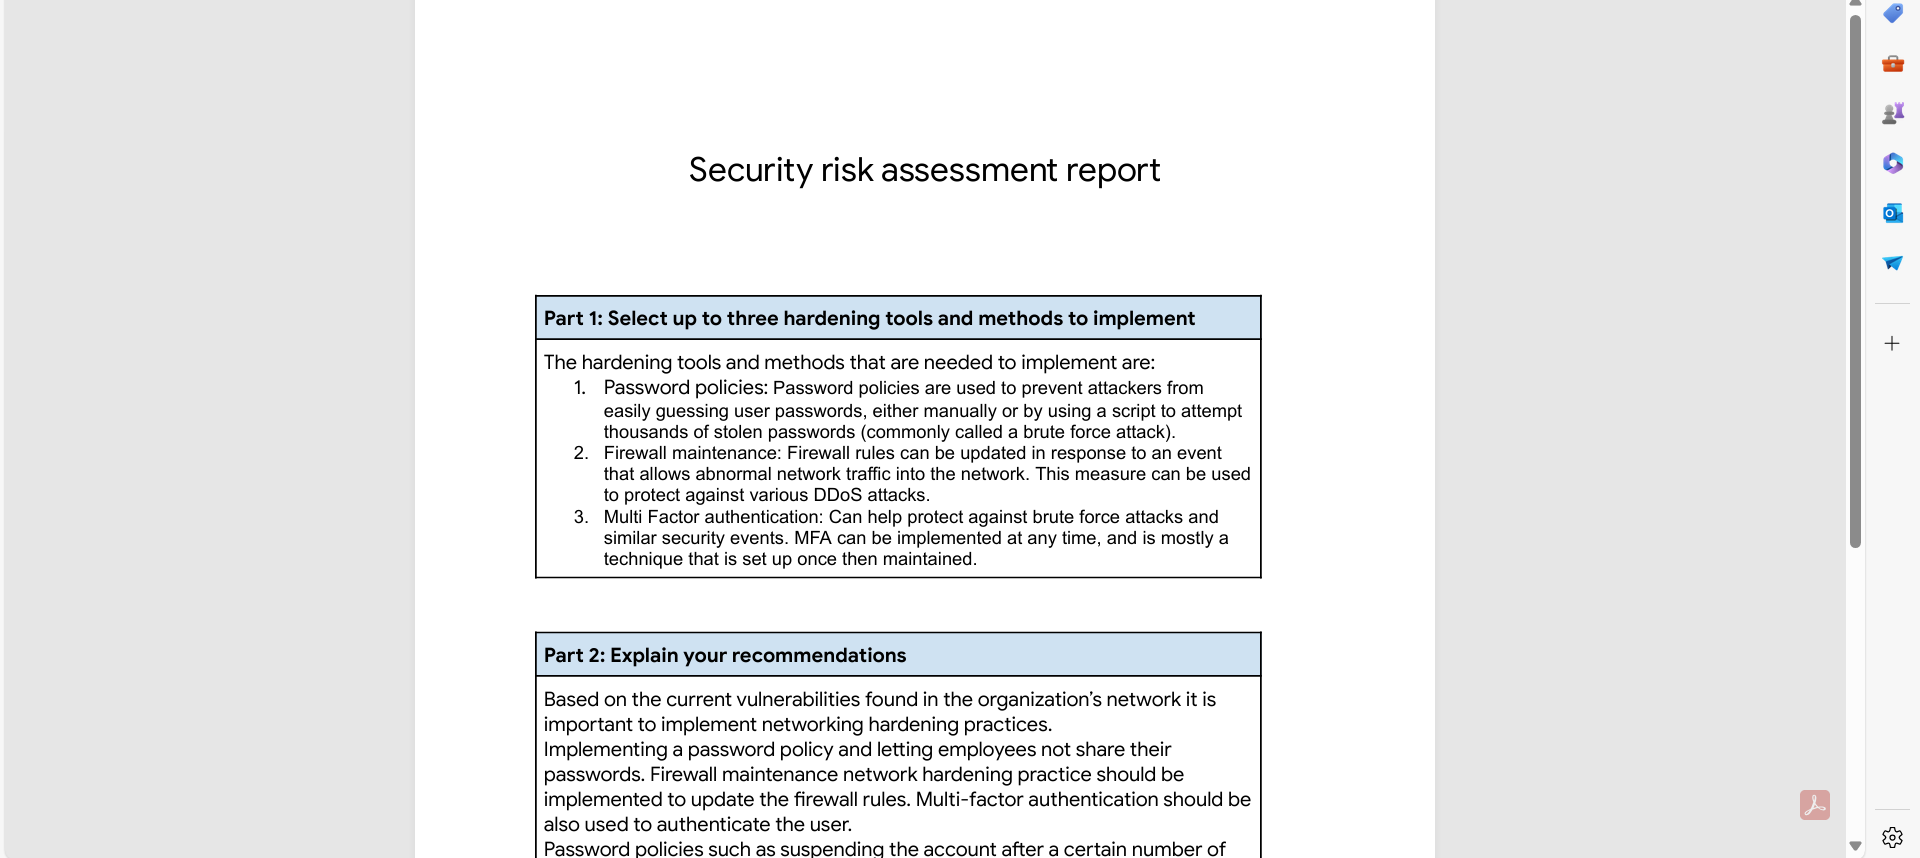 Security risk assessment report
Part 1: Select up to three hardening tools and methods to implement
The hardening tools and methods that are needed to implement are:
1. Password policies: Password policies are used to prevent attackers from
easily guessing user passwords, either manually or by using a script to attempt
thousands of stolen passwords (commonly called a brute force attack).
2. Firewall maintenance: Firewall rules can be updated in response to an event
that allows abnormal network traffic into the network. This measure can be used
to protect against various DDoS attacks.
3. Multi Factor authentication: Can help protect against brute force attacks and
similar security events. MFA can be implemented at any time, and is mostly a
technique that is set up once then maintained.
Part 2: Explain your recommendations
Based on the current vulnerabilities found in the organization’s network it is
important to implement networking hardening practices.
Implementing a password policy and letting employees not share their
passwords. Firewall maintenance network hardening practice should be
implemented to update the firewall rules. Multi-factor authentication should be
also used to authenticate the user.
Password policies such as suspending the account after a certain number of